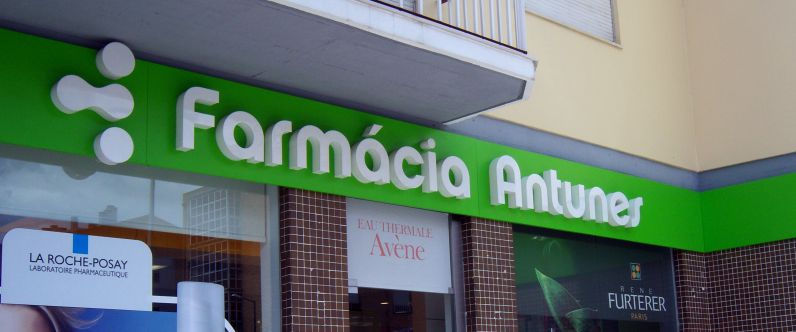 Farmácia Antunes
LA ROCHE-POSAY
LABORATOIRE PHARMACEUTIQUE
EAU THERMALE
Avène
RENE
FURTERER
PARIS